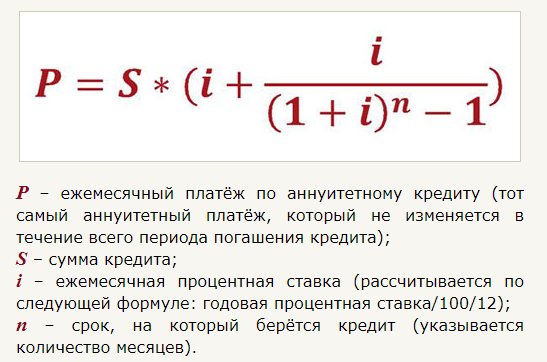 P = S * (i + i / ((1 + i)^n − 1))
P – ежемесячный платёж по аннуитетному кредиту (тот
самый аннуитетный платёж, который не изменяется в
течение всего периода погашения кредита);
S – сумма кредита;
i – ежемесячная процентная ставка (рассчитывается по
следующей формуле: годовая процентная ставка/100/12);
n – срок, на который берётся кредит (указывается
количество месяцев).